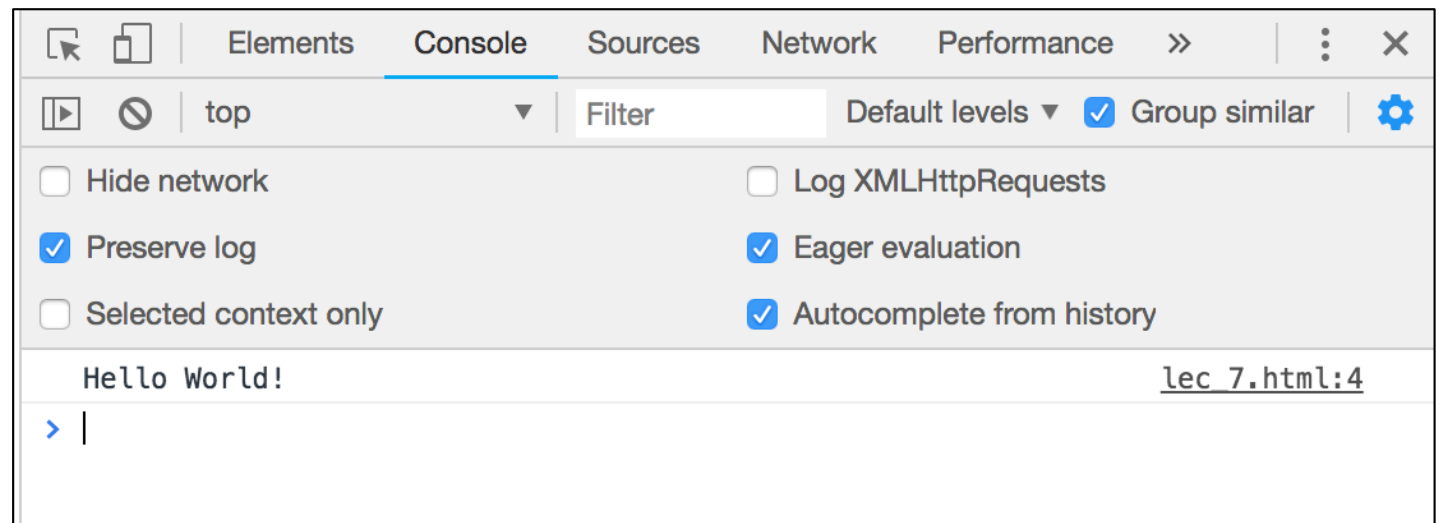 Elements Console Sources Network Performance
top Filter Default levels Group similar
Hide network Log XMLHttpRequests
Preserve log Eager evaluation
Selected context only Autocomplete from history
Hello World! lec_7.html:4